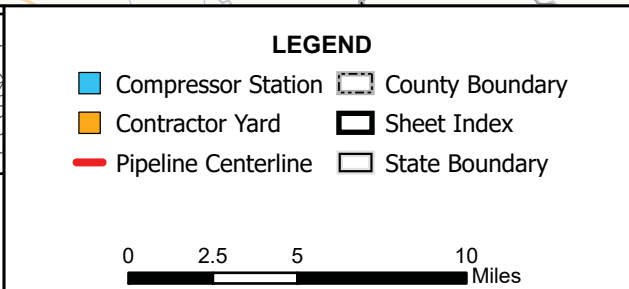 LEGEND
Compressor Station County Boundary
Contractor Yard Sheet Index
Pipeline Centerline State Boundary
0 2.5 5 10
Miles